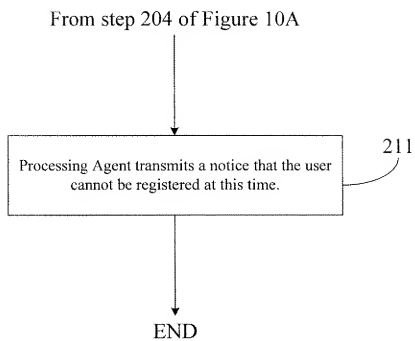 From step 204 of Figure 10A
Processing Agent transmits a notice that the user
cannot be registered at this time.
211
END